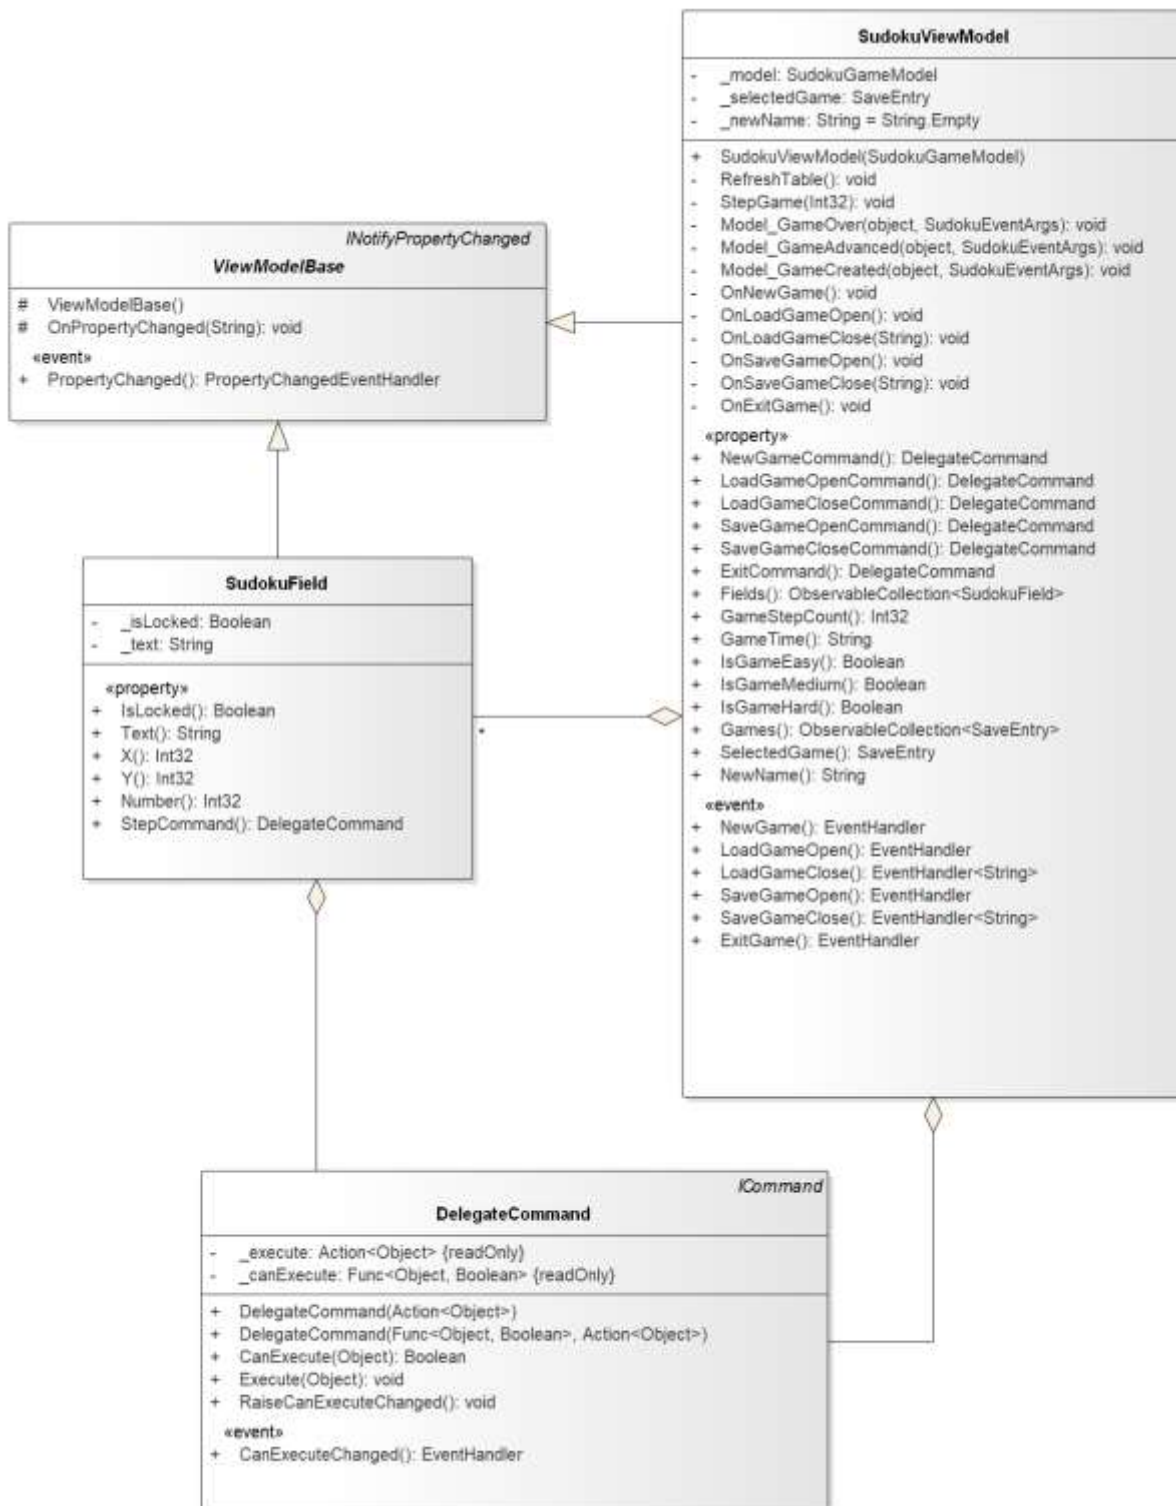 SudokuViewModel
- _model: SudokuGameModel
- _selectedGame: SaveEntry
- _newName: String = String.Empty
+ SudokuViewModel(SudokuGameModel)
- RefreshTable(): void
- StepGame(Int32): void
- Model_GameOver(object, SudokuEventArgs): void
- Model_GameAdvanced(object, SudokuEventArgs): void
- Model_GameCreated(object, SudokuEventArgs): void
- OnNewGame(): void
- OnLoadGameOpen(): void
- OnLoadGameClose(String): void
- OnSaveGameOpen(): void
- OnSaveGameClose(String): void
- OnExitGame(): void
«property»
+ NewGameCommand(): DelegateCommand
+ LoadGameOpenCommand(): DelegateCommand
+ LoadGameCloseCommand(): DelegateCommand
+ SaveGameOpenCommand(): DelegateCommand
+ SaveGameCloseCommand(): DelegateCommand
+ ExitCommand(): DelegateCommand
+ Fields(): ObservableCollection<SudokuField>
+ GameStepCount(): Int32
+ GameTime(): String
+ IsGameEasy(): Boolean
+ IsGameMedium(): Boolean
+ IsGameHard(): Boolean
+ Games(): ObservableCollection<SaveEntry>
+ SelectedGame(): SaveEntry
+ NewName(): String
«event»
+ NewGame(): EventHandler
+ LoadGameOpen(): EventHandler
+ LoadGameClose(): EventHandler<String>
+ SaveGameOpen(): EventHandler
+ SaveGameClose(): EventHandler<String>
+ ExitGame(): EventHandler
INotifyPropertyChanged
ViewModelBase
# ViewModelBase()
# OnPropertyChanged(String): void
«event»
+ PropertyChanged(): PropertyChangedEventHandler
SudokuField
- _isLocked: Boolean
- _text: String
«property»
+ IsLocked(): Boolean
+ Text(): String
+ X(): Int32
+ Y(): Int32
+ Number(): Int32
+ StepCommand(): DelegateCommand
*
ICommand
DelegateCommand
- _execute: Action<Object> {readOnly}
- _canExecute: Func<Object, Boolean> {readOnly}
+ DelegateCommand(Action<Object>)
+ DelegateCommand(Func<Object, Boolean>, Action<Object>)
+ CanExecute(Object): Boolean
+ Execute(Object): void
+ RaiseCanExecuteChanged(): void
«event»
+ CanExecuteChanged(): EventHandler